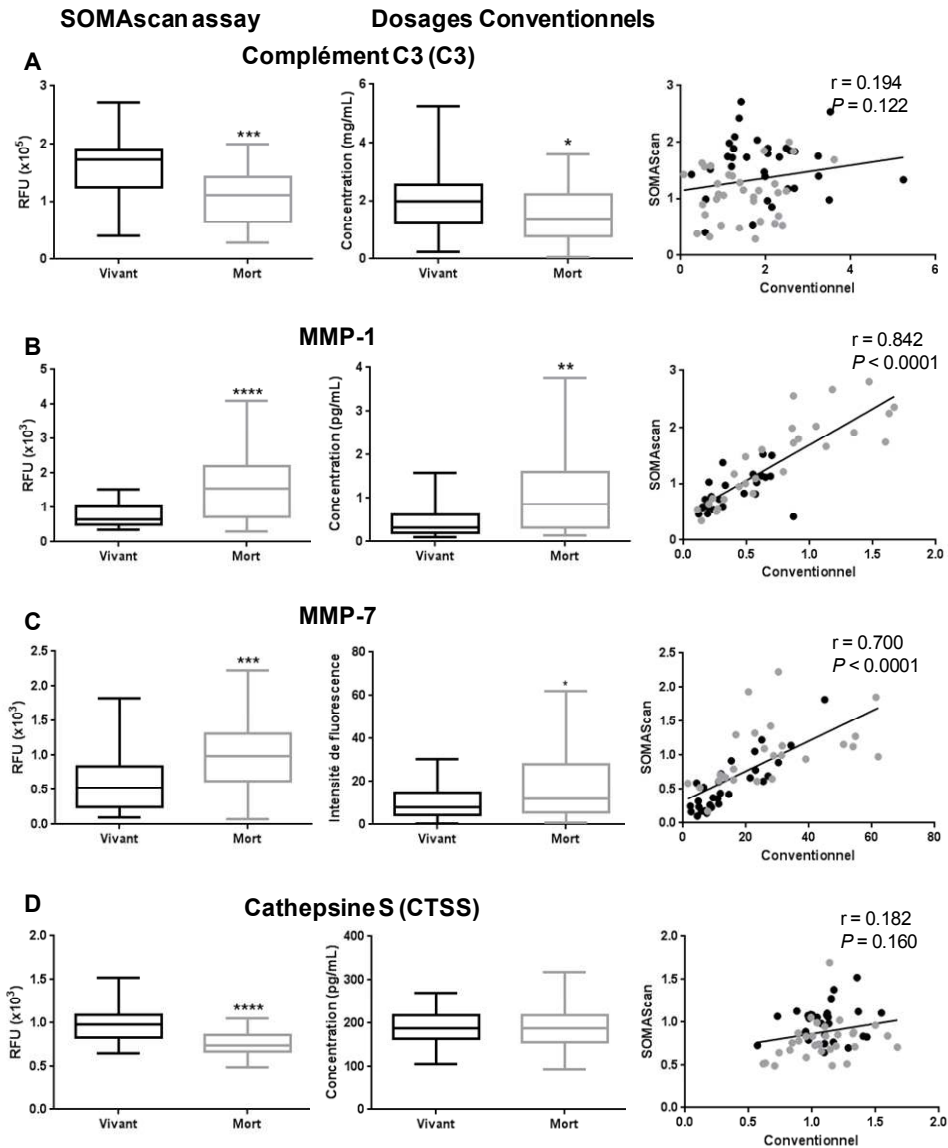 SOMAscan assay
Dosages Conventionnels
A
Complément C3 (C3)
RFU (x10⁵)
3
2
1
0
***
Vivant
Mort
Concentration (mg/mL)
6
4
2
0
*
Vivant
Mort
SOMAScan
3
2
1
0
r = 0.194
P = 0.122
0
2
4
6
Conventionnel
B
MMP-1
RFU (x10³)
5
4
3
2
1
0
****
Vivant
Mort
Concentration (pg/mL)
4
3
2
1
0
**
Vivant
Mort
SOMAscan
3
2
1
0
r = 0.842
P < 0.0001
0.0
0.5
1.0
1.5
2.0
Conventionnel
C
MMP-7
RFU (x10³)
2.5
2.0
1.5
1.0
0.5
0.0
***
Vivant
Mort
Intensité de fluorescence
80
60
40
20
0
*
Vivant
Mort
SOMAScan
2.5
2.0
1.5
1.0
0.5
0.0
r = 0.700
P < 0.0001
0
20
40
60
80
Conventionnel
D
Cathepsine S (CTSS)
RFU (x10³)
2.0
1.5
1.0
0.5
0.0
****
Vivant
Mort
Concentration (pg/mL)
400
300
200
100
0
Vivant
Mort
SOMAScan
2.0
1.5
1.0
0.5
0.0
r = 0.182
P = 0.160
0.0
0.5
1.0
1.5
2.0
Conventionnel